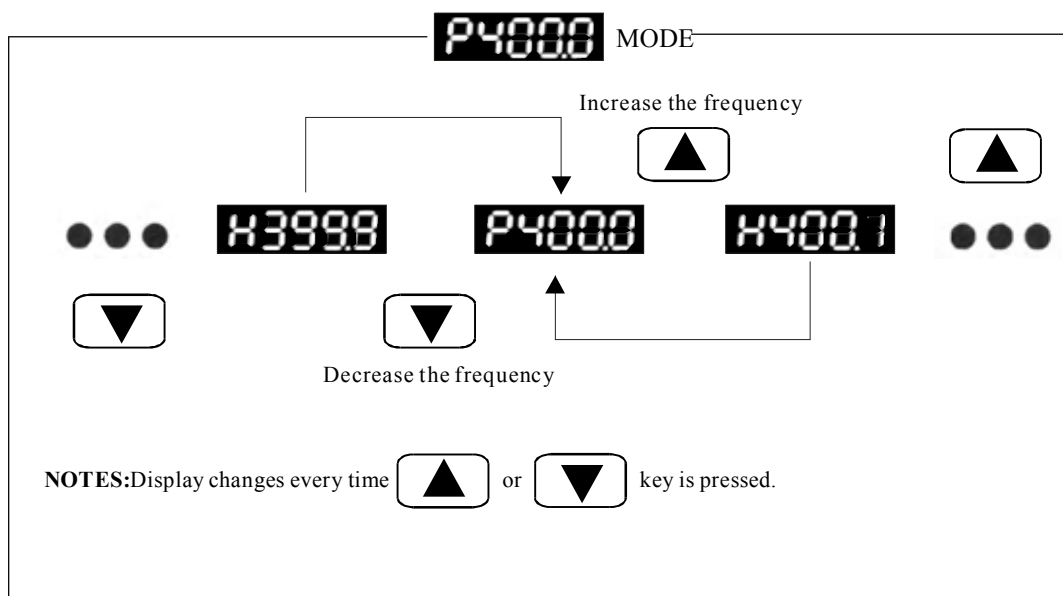 P400.0 MODE
Increase the frequency
H399.9 P400.0 H400.1
Decrease the frequency
NOTES:Display changes every time or key is pressed.